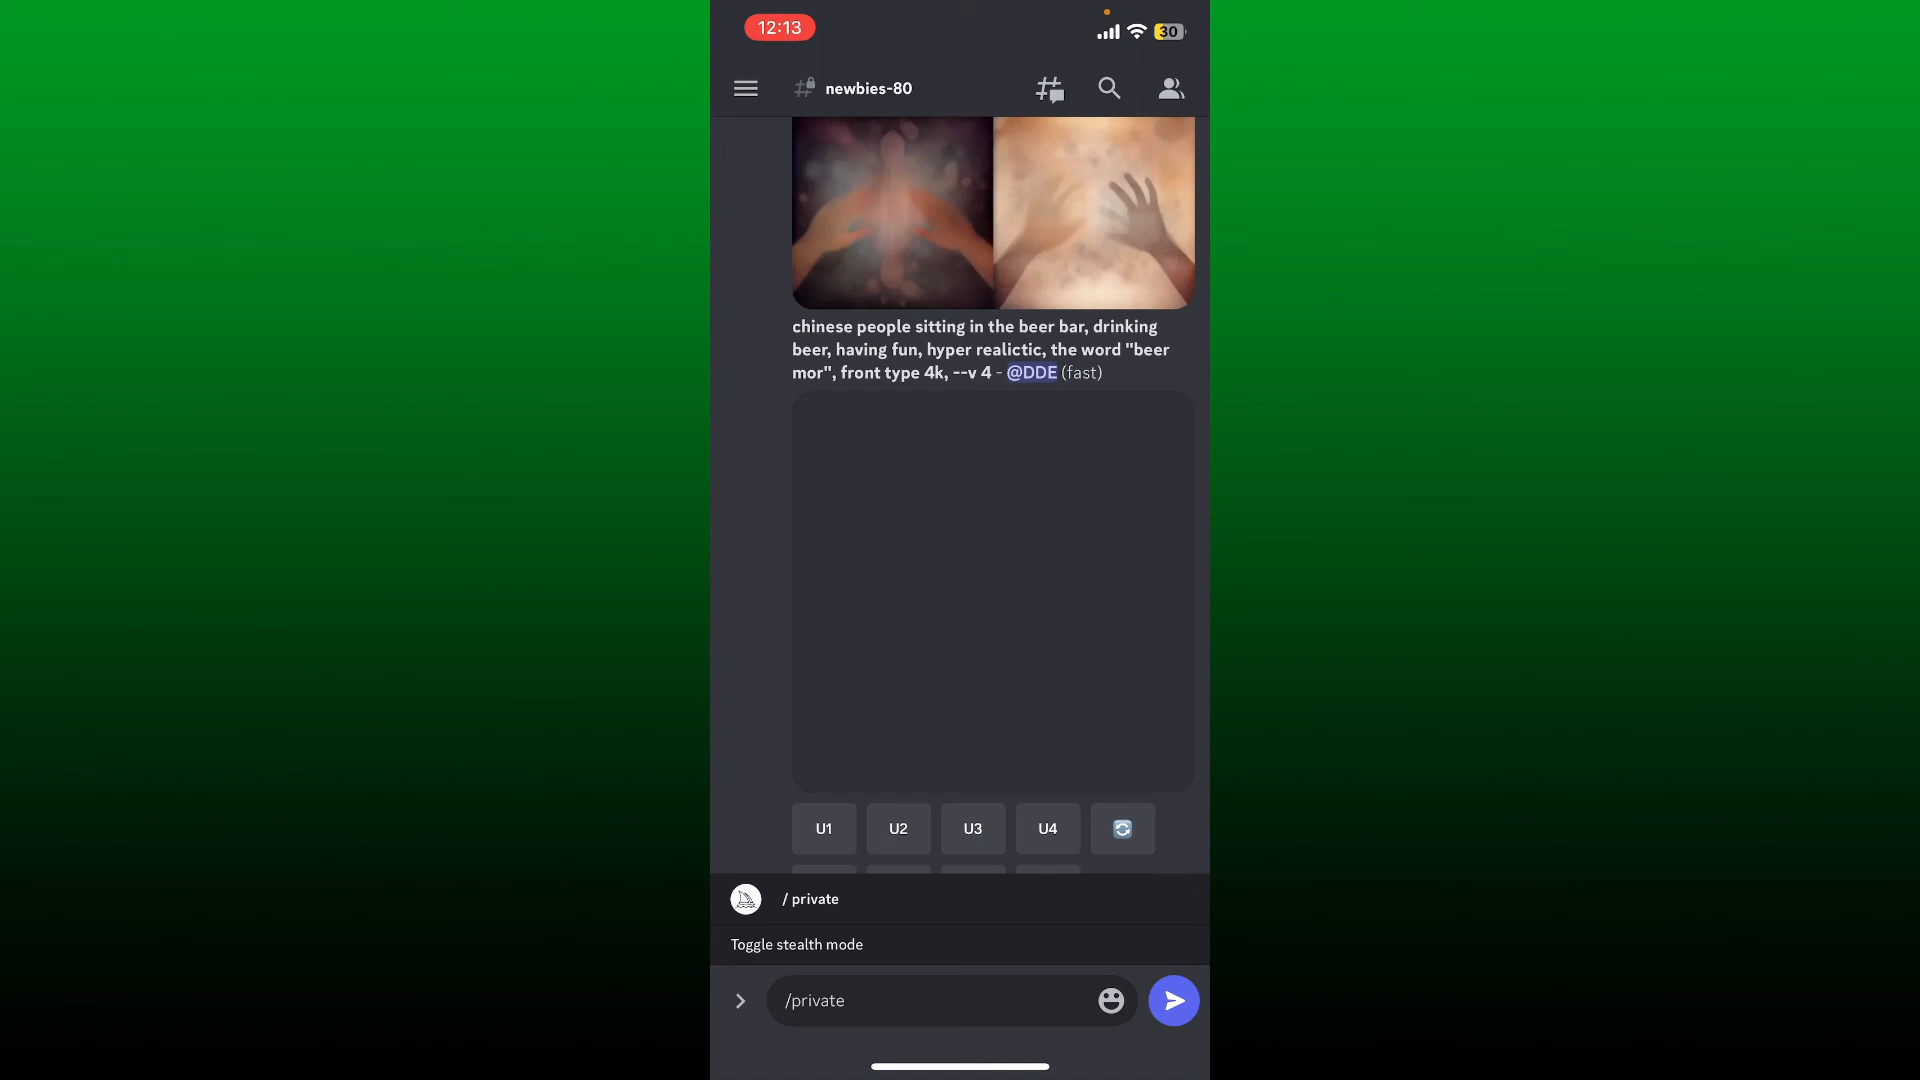 12:13
30
newbies-80
chinese people sitting in the beer bar, drinking
beer, having fun, hyper realictic, the word "beer
mor", front type 4k, --v 4 - @DDE (fast)
U1 U2 U3 U4
/ private
Toggle stealth mode
/private